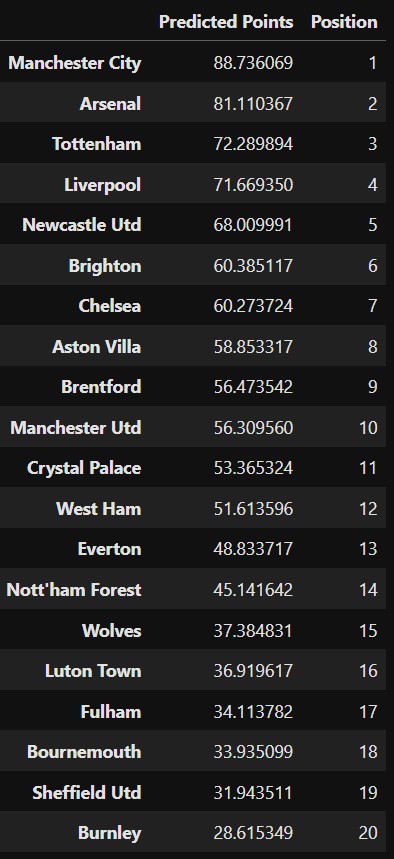 Predicted Points Position
Manchester City 88.736069 1
Arsenal 81.110367 2
Tottenham 72.289894 3
Liverpool 71.669350 4
Newcastle Utd 68.009991 5
Brighton 60.385117 6
Chelsea 60.273724 7
Aston Villa 58.853317 8
Brentford 56.473542 9
Manchester Utd 56.309560 10
Crystal Palace 53.365324 11
West Ham 51.613596 12
Everton 48.833717 13
Nott'ham Forest 45.141642 14
Wolves 37.384831 15
Luton Town 36.919617 16
Fulham 34.113782 17
Bournemouth 33.935099 18
Sheffield Utd 31.943511 19
Burnley 28.615349 20